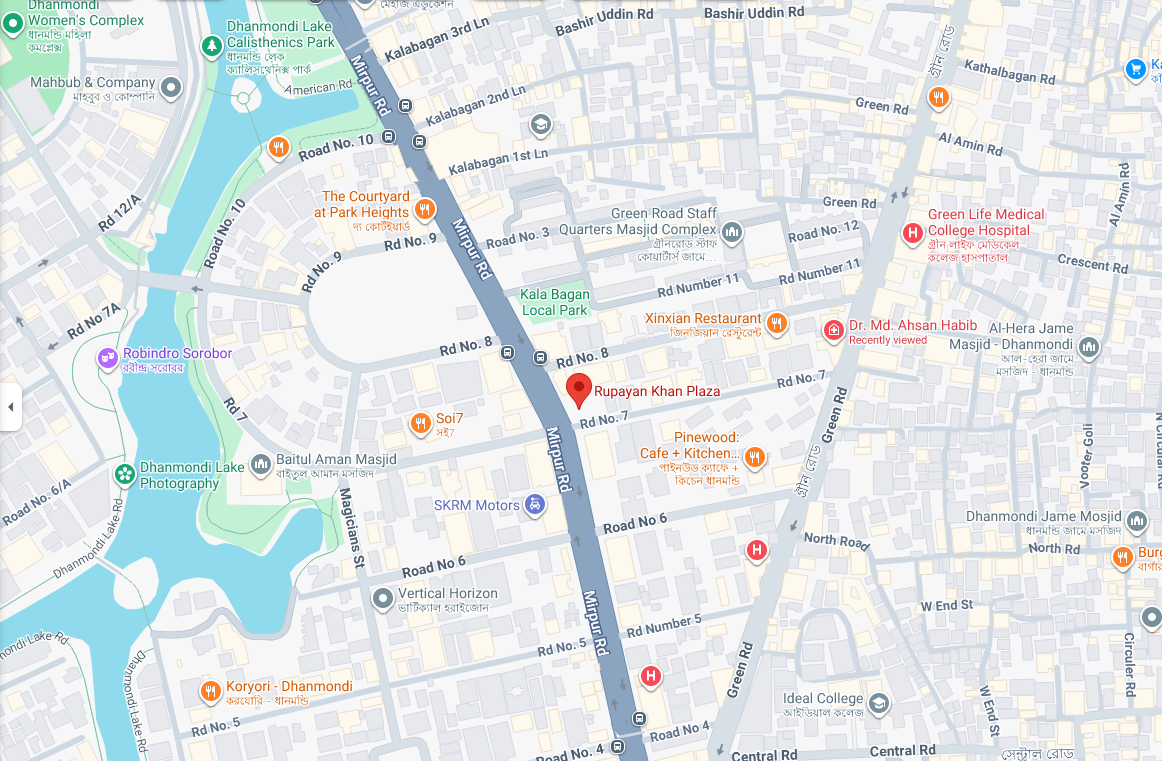 Dhanmondi
Women's Complex
ধানমন্ডি মহিলা
কমপ্লেক্স
Dhanmondi Lake
Calisthenics Park
ধানমন্ডি লেক
ক্যালিসথেনিক্স পার্ক
Kalabagan 3rd Ln
Bashir Uddin Rd
Bashir Uddin Rd
গ্রীন রোড
Kathalbagan Rd
Mahbub & Company
মাহবুব ও কোম্পানি
American Rd
Mirpur Rd
Kalabagan 2nd Ln
Green Rd
Al Amin Rd
Road No. 10
Kalabagan 1st Ln
Al Amin Rd
Rd 12/A
Road No. 10
The Courtyard
at Park Heights
দ্য কোর্টইয়ার্ড
Rd No. 9
Rd No. 9
Mirpur Rd
Road No. 3
Green Road Staff
Quarters Masjid Complex
গ্রীনরোড স্টাফ
কোয়ার্টার্স জামে...
Road No. 12
Green Rd
Green Life Medical
College Hospital
গ্রীন লাইফ মেডিকেল
কলেজ হাসপাতাল
Crescent Rd
Rd Number 11
Rd Number 11
Kala Bagan
Local Park
Rd No 7A
Xinxian Restaurant
জিনজিয়ান রেস্টুরেন্ট
Dr. Md. Ahsan Habib
Recently viewed
Al-Hera Jame
Masjid - Dhanmondi
আল-হেরা জামে
মসজিদ - ধানমন্ডি
Robindro Sorobor
রবীন্দ্র সরোবর
Rd No. 8
Rd No. 8
Rupayan Khan Plaza
Rd No. 7
Rd No. 7
Rd 7
Soi7
সই7
Green Rd
গ্রীন রোড
Pinewood:
Cafe + Kitchen...
পাইনউড ক্যাফে +
কিচেন ধানমন্ডি
Vooter Goli
N Circular Rd
Baitul Aman Masjid
বাইতুল আমান মসজিদ
Dhanmondi Lake
Photography
Road No. 6/A
Mirpur Rd
Magicians St
SKRM Motors
Road No 6
Road No 6
Dhanmondi Jame Mosjid
ধানমন্ডি জামে মসজিদ
North Road
North Rd
Dhanmondi Lake Rd
Vertical Horizon
ভার্টিক্যাল হরাইজোন
Mirpur Rd
Rd Number 5
W End St
W End St
Circuler Rd
Road No. 5
Rd No. 5
Green Rd
Koryori - Dhanmondi
করযোরি - ধানমন্ডি
Dhanmondi Lake Rd
Ideal College
আইডিয়াল কলেজ
Road No 4
Central Rd
Central Rd
সেন্ট্রাল রোড